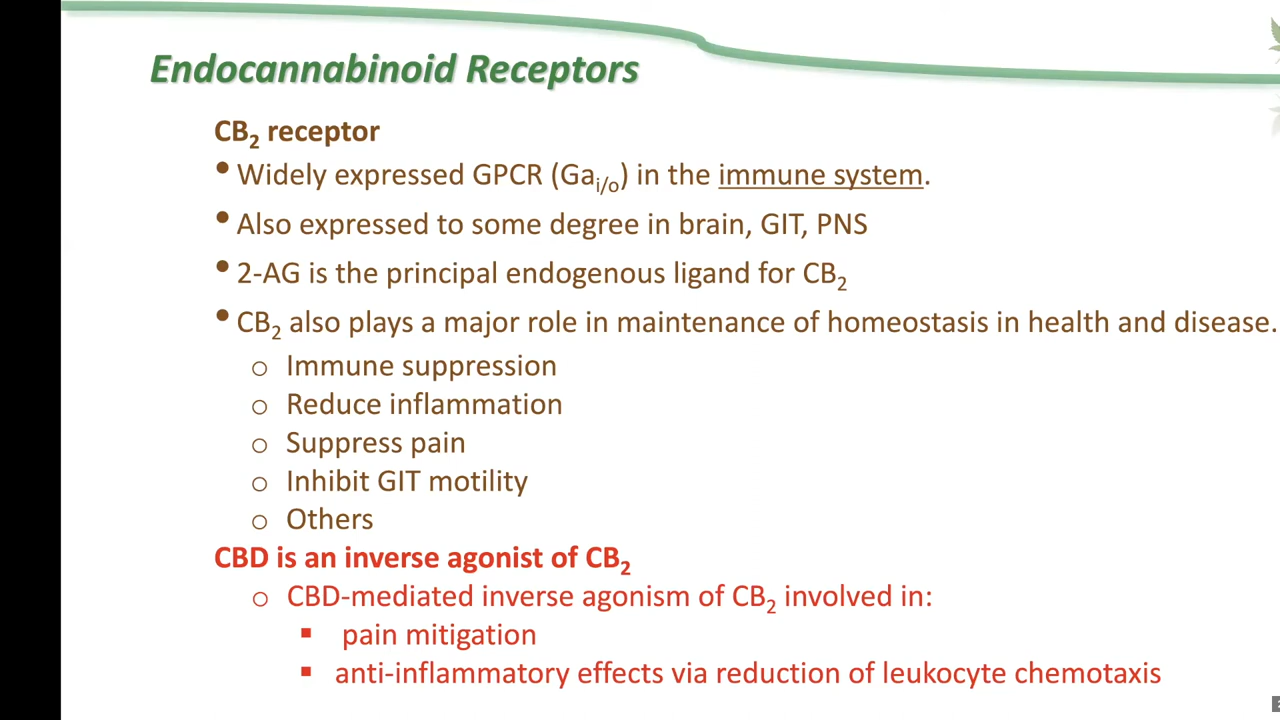 Endocannabinoid Receptors
CB₂ receptor
• Widely expressed GPCR (Ga i/o) in the immune system.
• Also expressed to some degree in brain, GIT, PNS
• 2-AG is the principal endogenous ligand for CB₂
• CB₂ also plays a major role in maintenance of homeostasis in health and disease.
o Immune suppression
o Reduce inflammation
o Suppress pain
o Inhibit GIT motility
o Others
CBD is an inverse agonist of CB₂
o CBD-mediated inverse agonism of CB₂ involved in:
▪ pain mitigation
▪ anti-inflammatory effects via reduction of leukocyte chemotaxis